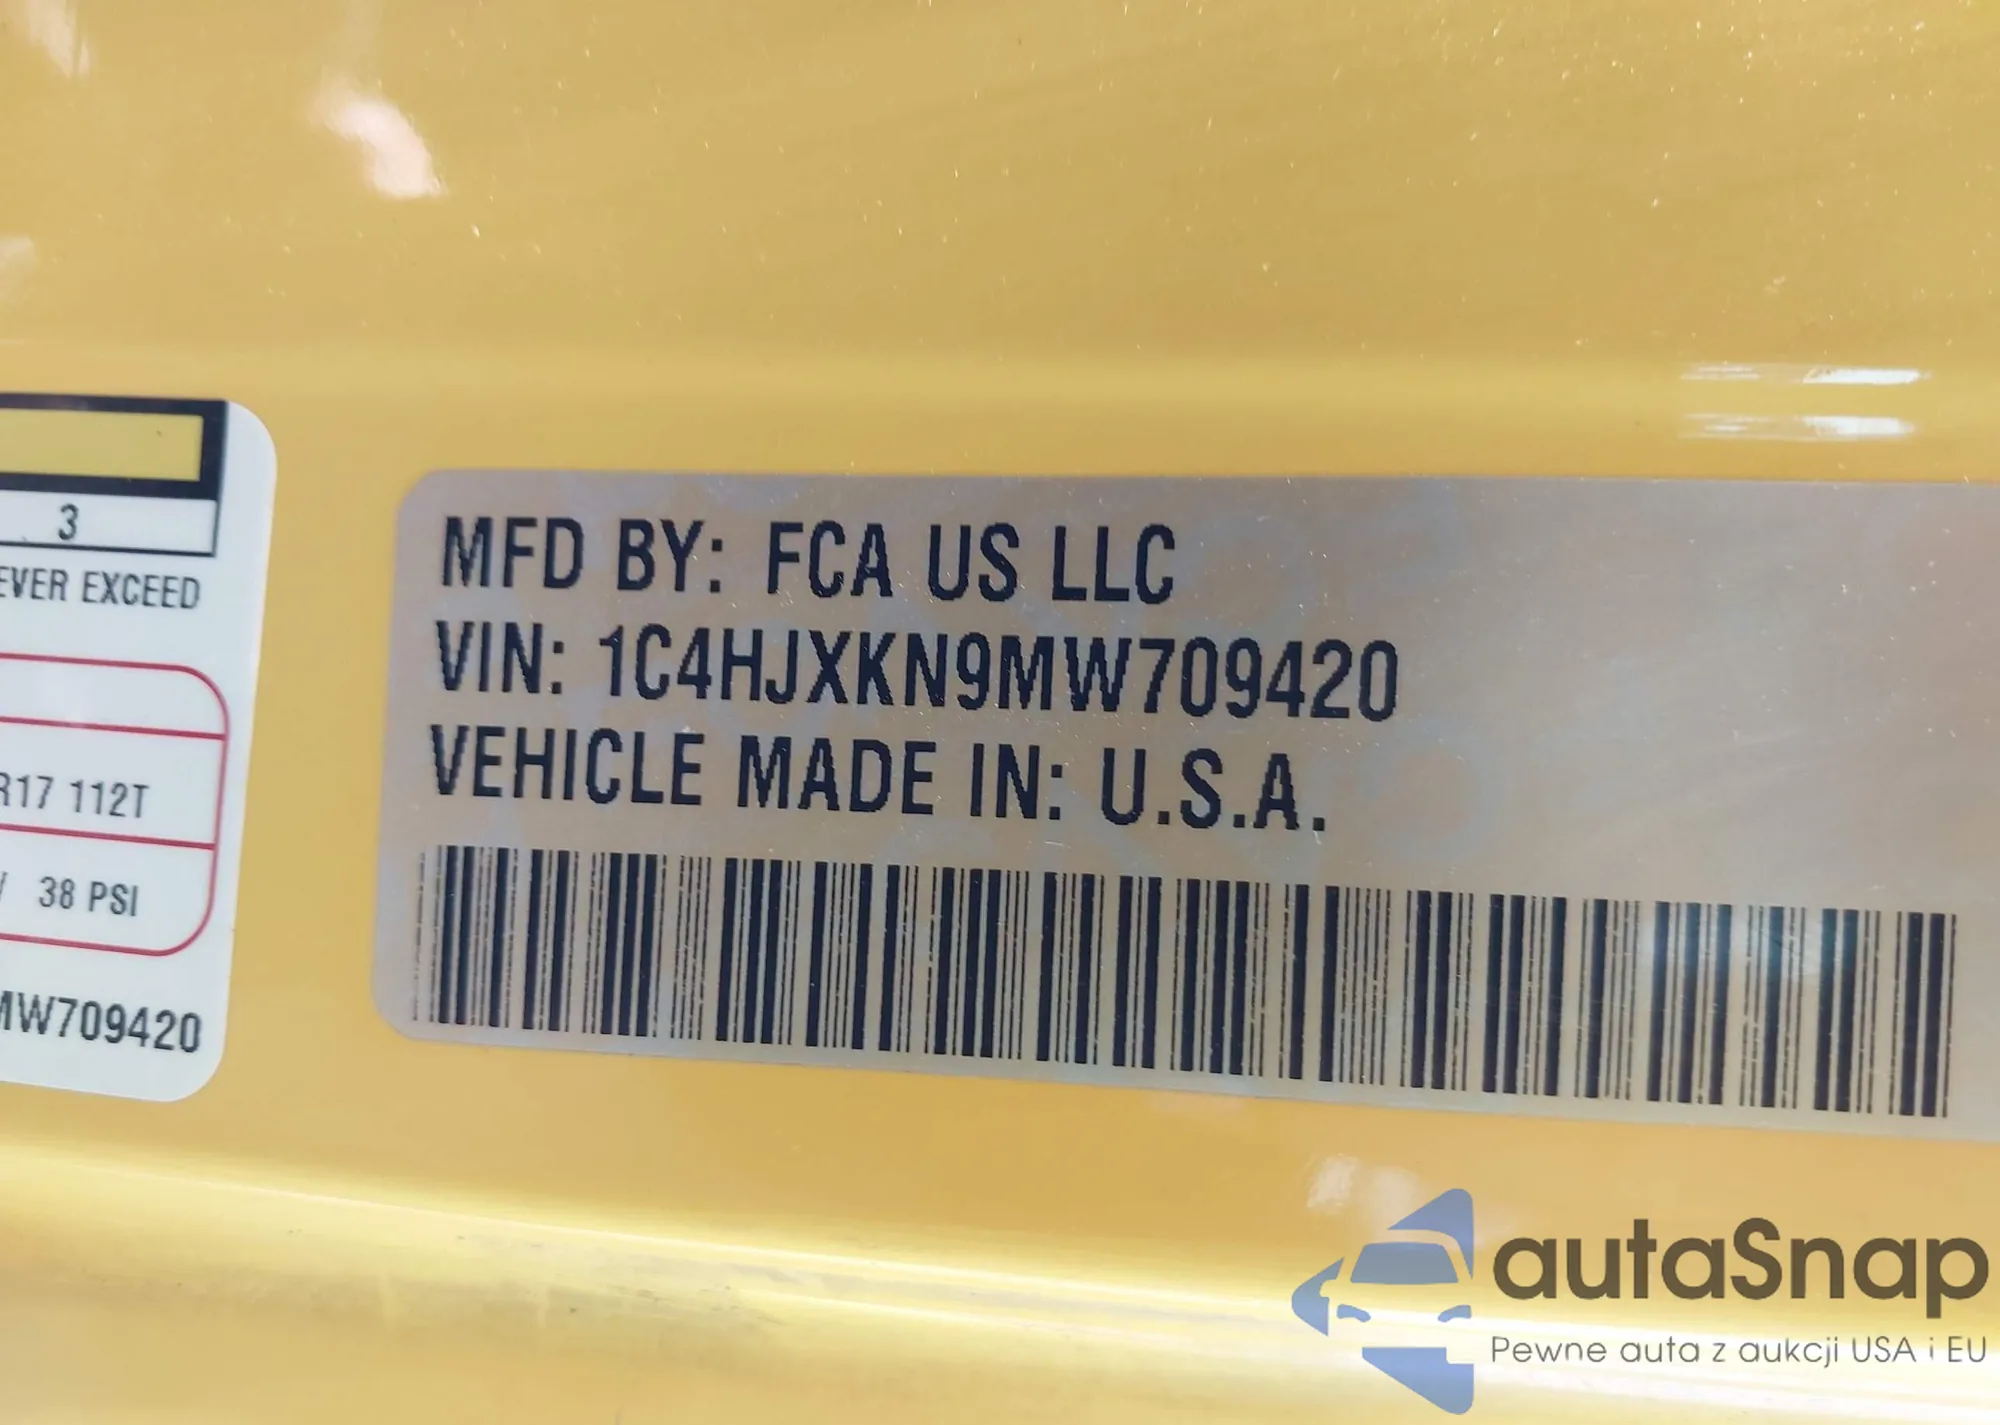 3
EVER EXCEED
R17 112T
38 PSI
MW709420
MFD BY: FCA US LLC
VIN: 1C4HJXKN9MW709420
VEHICLE MADE IN: U.S.A.
autaSnap
Pewne auta z aukcji USA i EU